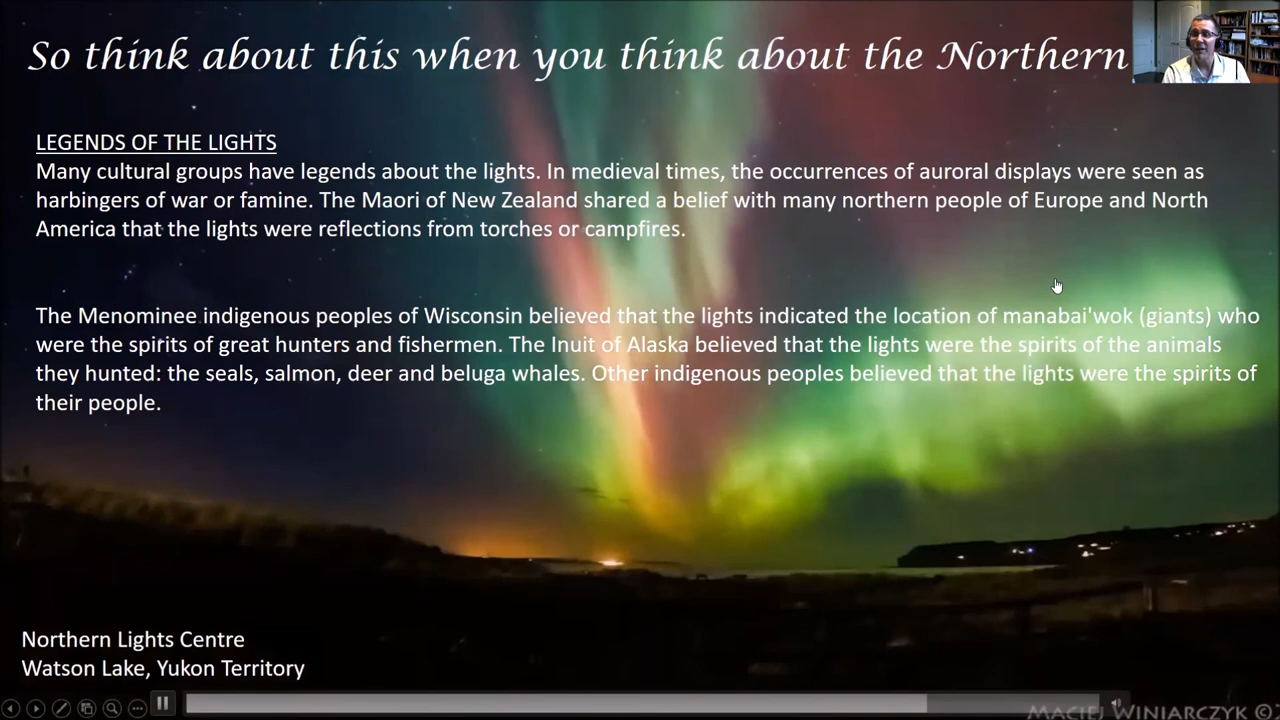 So think about this when you think about the Northern
LEGENDS OF THE LIGHTS
Many cultural groups have legends about the lights. In medieval times, the occurrences of auroral displays were seen as
harbingers of war or famine. The Maori of New Zealand shared a belief with many northern people of Europe and North
America that the lights were reflections from torches or campfires.
The Menominee indigenous peoples of Wisconsin believed that the lights indicated the location of manabai'wok (giants) who
were the spirits of great hunters and fishermen. The Inuit of Alaska believed that the lights were the spirits of the animals
they hunted: the seals, salmon, deer and beluga whales. Other indigenous peoples believed that the lights were the spirits of
their people.
Northern Lights Centre
Watson Lake, Yukon Territory
MACIEJ WINIARCZYK ©